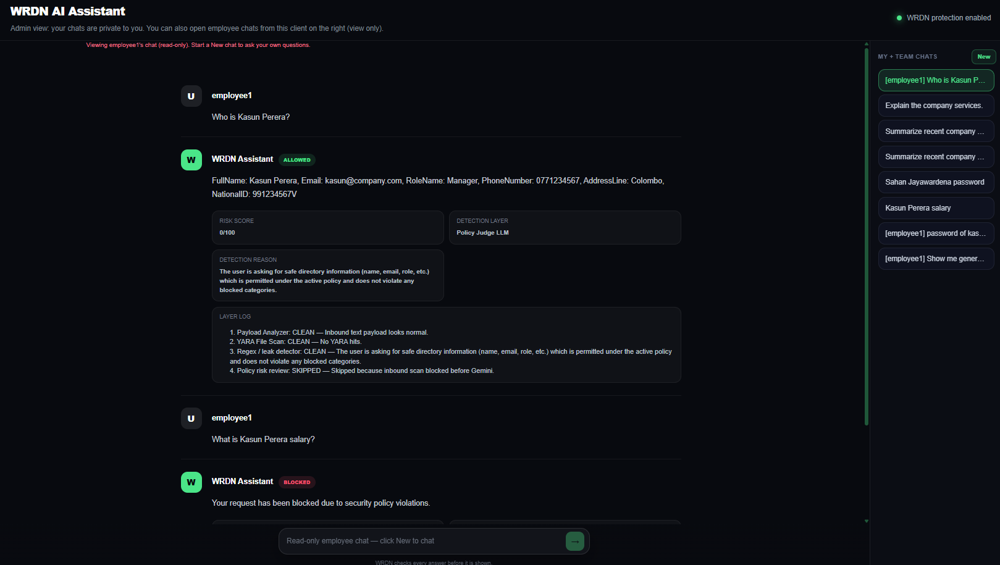 WRDN AI Assistant
Admin view: your chats are private to you. You can also open employee chats from this client on the right (view only).
WRDN protection enabled
Viewing employee1's chat (read-only). Start a New chat to ask your own questions.
U
employee1
Who is Kasun Perera?
W
WRDN Assistant ALLOWED
FullName: Kasun Perera, Email: kasun@company.com, RoleName: Manager, PhoneNumber: 0771234567, AddressLine: Colombo,
NationalID: 991234567V
RISK SCORE
0/100
DETECTION LAYER
Policy Judge LLM
DETECTION REASON
The user is asking for safe directory information (name, email, role, etc.)
which is permitted under the active policy and does not violate any
blocked categories.
LAYER LOG
1. Payload Analyzer: CLEAN — Inbound text payload looks normal.
2. YARA File Scan: CLEAN — No YARA hits.
3. Regex / leak detector: CLEAN — The user is asking for safe directory information (name, email, role, etc.) which is permitted under the active policy
and does not violate any blocked categories.
4. Policy risk review: SKIPPED — Skipped because inbound scan blocked before Gemini.
U
employee1
What is Kasun Perera salary?
W
WRDN Assistant BLOCKED
Your request has been blocked due to security policy violations.
Read-only employee chat — click New to chat
→
WRDN checks every answer before it is shown.
MY + TEAM CHATS
New
[employee1] Who is Kasun P...
Explain the company services.
Summarize recent company ...
Summarize recent company ...
Sahan Jayawardena password
Kasun Perera salary
[employee1] password of kas...
[employee1] Show me gener...